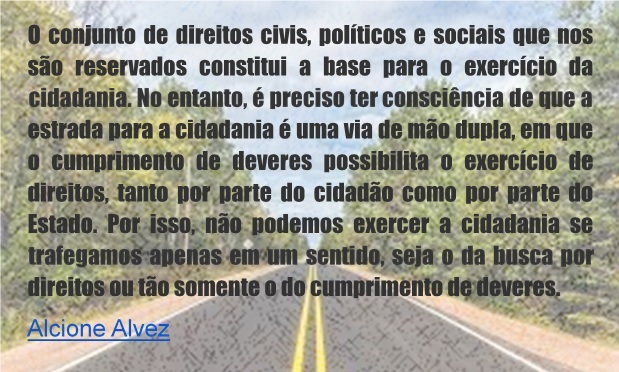 O conjunto de direitos civis, políticos e sociais que nos
são reservados constitui a base para o exercício da
cidadania. No entanto, é preciso ter consciência de que a
estrada para a cidadania é uma via de mão dupla, em que
o cumprimento de deveres possibilita o exercício de
direitos, tanto por parte do cidadão como por parte do
Estado. Por isso, não podemos exercer a cidadania se
trafegamos apenas em um sentido, seja o da busca por
direitos ou tão somente o do cumprimento de deveres.
Alcione Alvez